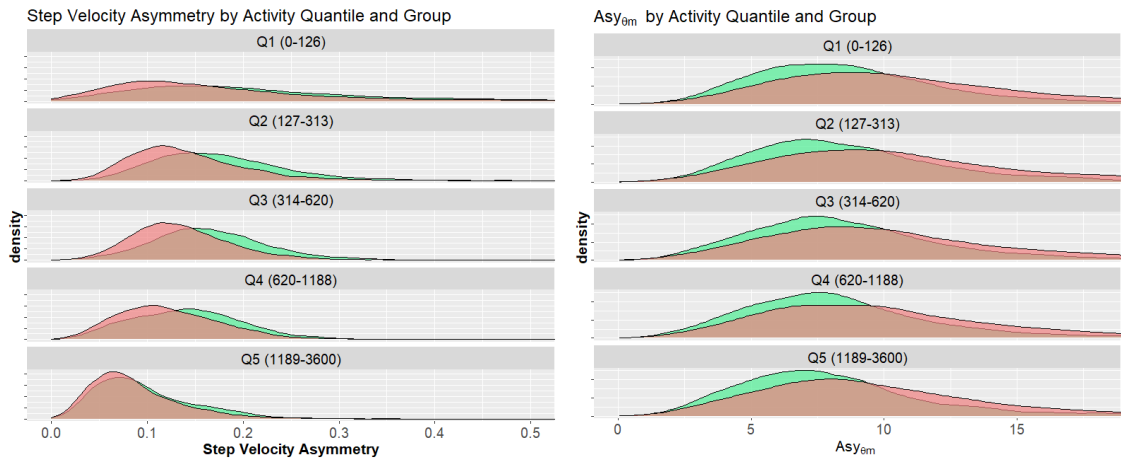 Step Velocity Asymmetry by Activity Quantile and Group
Q1 (0-126)
Q2 (127-313)
Q3 (314-620)
Q4 (620-1188)
Q5 (1189-3600)
density
0.0 0.1 0.2 0.3 0.4 0.5
Step Velocity Asymmetry
Asyθm by Activity Quantile and Group
Q1 (0-126)
Q2 (127-313)
Q3 (314-620)
Q4 (620-1188)
Q5 (1189-3600)
density
0 5 10 15
Asyθm